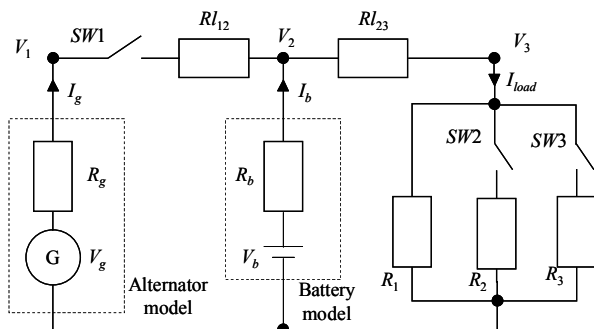 V1
SW1
Rl12
V2
Rl23
V3
Ig
Ib
Iload
SW2
SW3
Rg
Rb
G
Vg
Vb
R1
R2
R3
Alternator
model
Battery
model